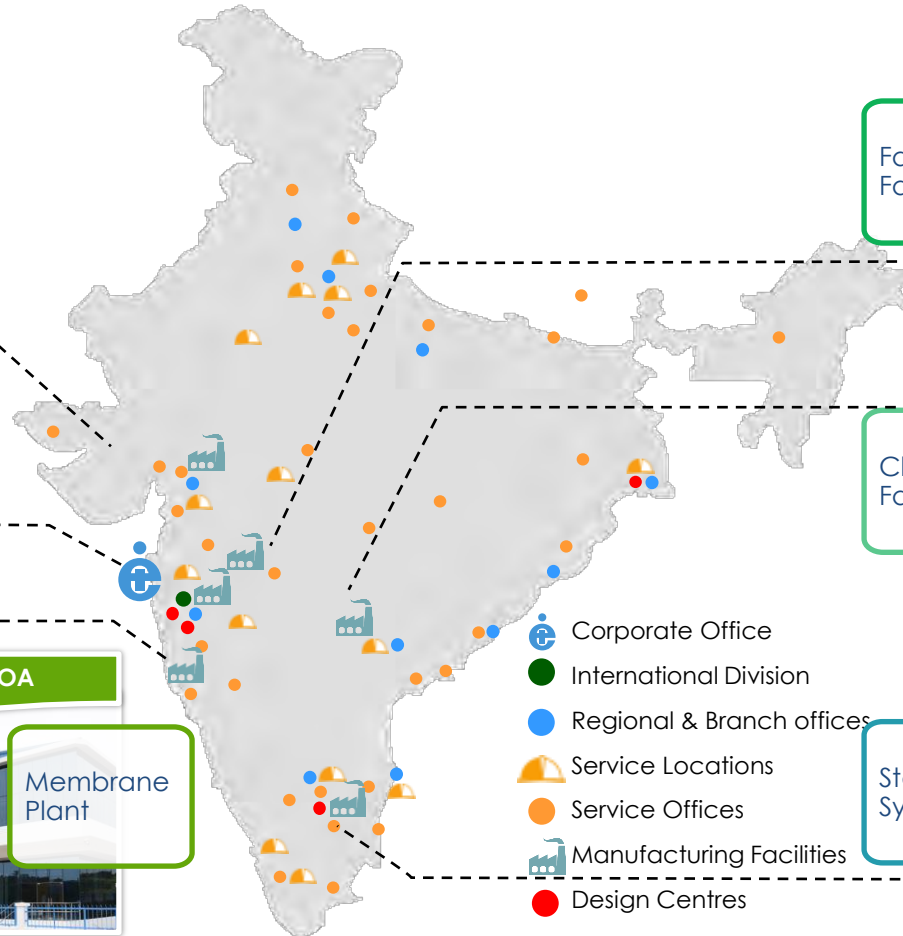 Corporate Office
International Division
Regional & Branch offices
Service Locations
Service Offices
Manufacturing Facilities
Design Centres
OA
Membrane
Plant